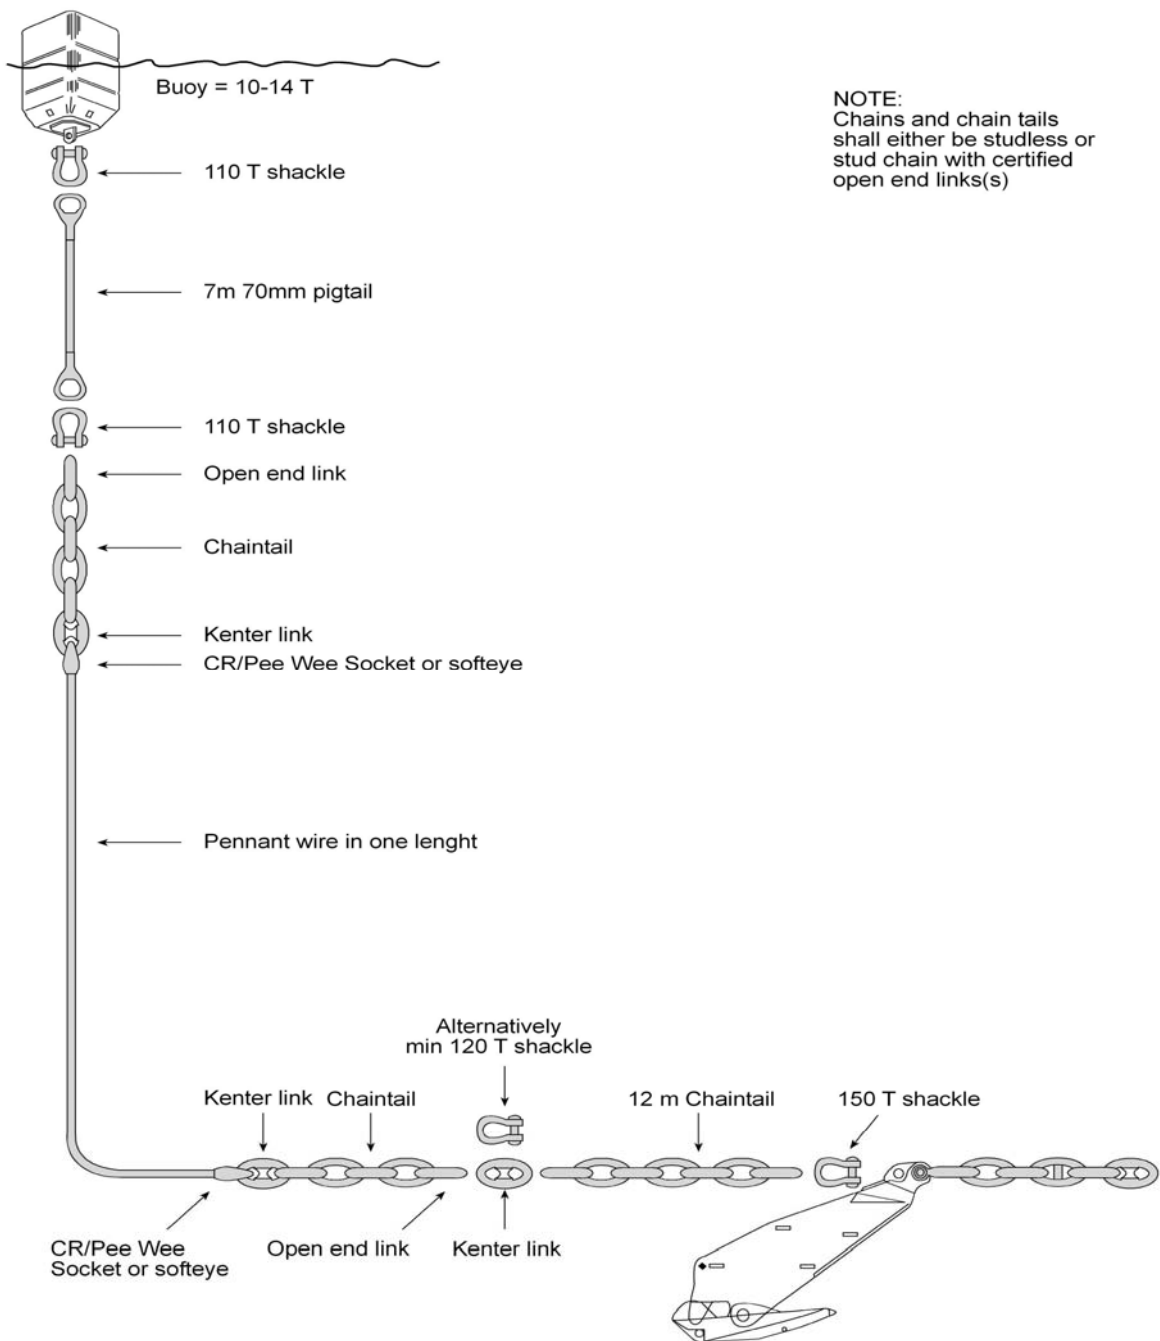 Buoy = 10-14 T
NOTE:
Chains and chain tails
shall either be studless or
stud chain with certified
open end links(s)
110 T shackle
7m 70mm pigtail
110 T shackle
Open end link
Chaintail
Kenter link
CR/Pee Wee Socket or softeye
Pennant wire in one lenght
Alternatively
min 120 T shackle
Kenter link
Chaintail
12 m Chaintail
150 T shackle
CR/Pee Wee
Socket or softeye
Open end link
Kenter link